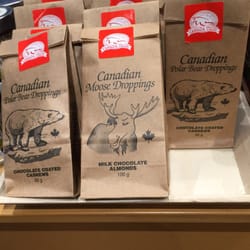 Canadian
Polar Bear Droppings
CHOCOLATE COATED
CASHEWS
Canadian
Moose Droppings
MILK CHOCOLATE
ALMONDS
Canadian
Polar Bear Droppings
CHOCOLATE COATED
CASHEWS